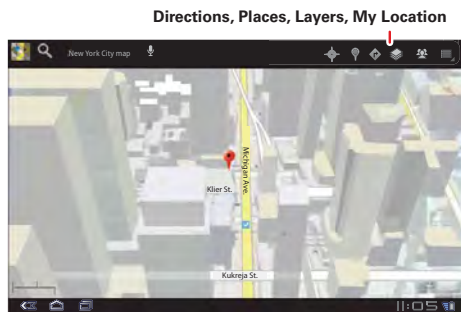 Directions, Places, Layers, My Location
New York City map
Michigan Ave.
Klier St.
Kukreja St.
11:05